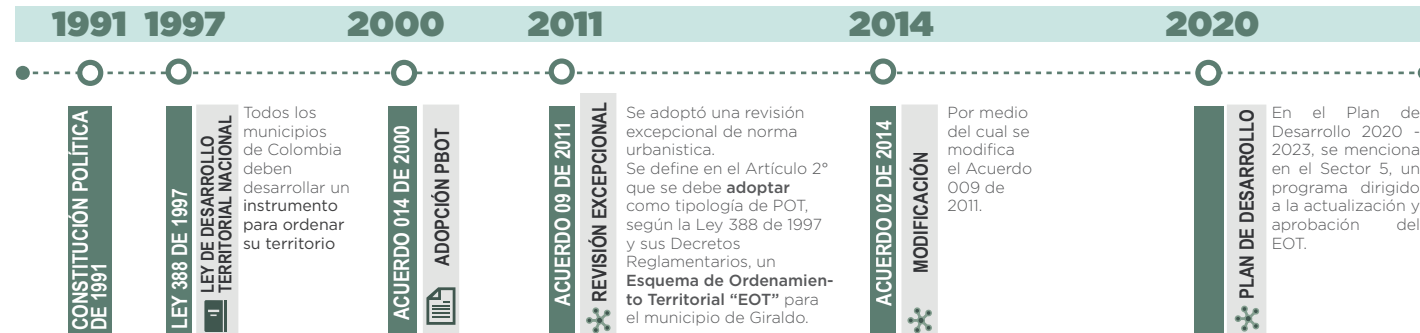 1991 1997 2000 2011 2014 2020
CONSTITUCIÓN POLÍTICA
DE 1991
LEY 388 DE 1997
LEY DE DESARROLLO
TERRITORIAL NACIONAL
Todos los
municipios
de Colombia
deben
desarrollar un
instrumento
para ordenar
su territorio
ACUERDO 014 DE 2000
ADOPCIÓN PBOT
ACUERDO 09 DE 2011
REVISIÓN EXCEPCIONAL
Se adoptó una revisión
excepcional de norma
urbanistica.
Se define en el Artículo 2°
que se debe adoptar
como tipología de POT,
según la Ley 388 de 1997
y sus Decretos
Reglamentarios, un
Esquema de Ordenamien-
to Territorial “EOT” para
el municipio de Giraldo.
ACUERDO 02 DE 2014
MODIFICACIÓN
Por medio
del cual se
modifica
el Acuerdo
009 de
2011.
PLAN DE DESARROLLO
En el Plan de
Desarrollo 2020 -
2023, se menciona
en el Sector 5, un
programa dirigido
a la actualización y
aprobación del
EOT.